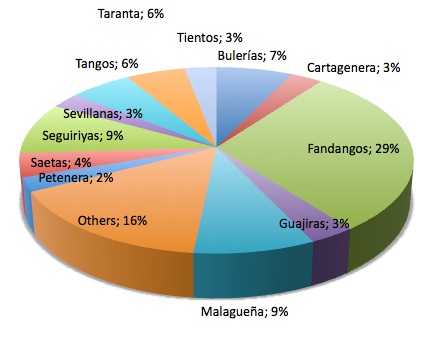 Taranta; 6%
Tientos; 3%
Bulerías; 7%
Tangos; 6%
Cartagenera; 3%
Sevillanas; 3%
Seguiriyas; 9%
Fandangos; 29%
Saetas; 4%
Petenera; 2%
Others; 16%
Guajiras; 3%
Malagueña; 9%